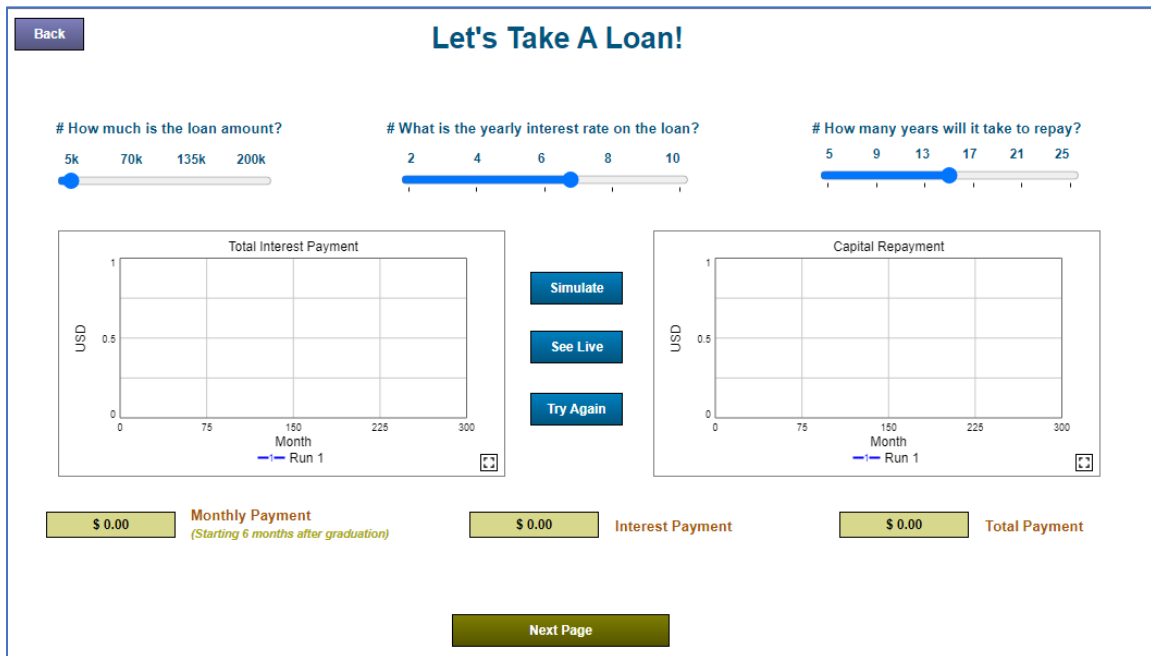 Back
Let's Take A Loan!
# How much is the loan amount?
# What is the yearly interest rate on the loan?
# How many years will it take to repay?
5k 70k 135k 200k
2 4 6 8 10
5 9 13 17 21 25
Total Interest Payment
1
0.5
0
USD
0 75 150 225 300
Month
1 Run 1
Simulate
See Live
Try Again
Capital Repayment
1
0.5
0
USD
0 75 150 225 300
Month
1 Run 1
$ 0.00
Monthly Payment
(Starting 6 months after graduation)
$ 0.00
Interest Payment
$ 0.00
Total Payment
Next Page